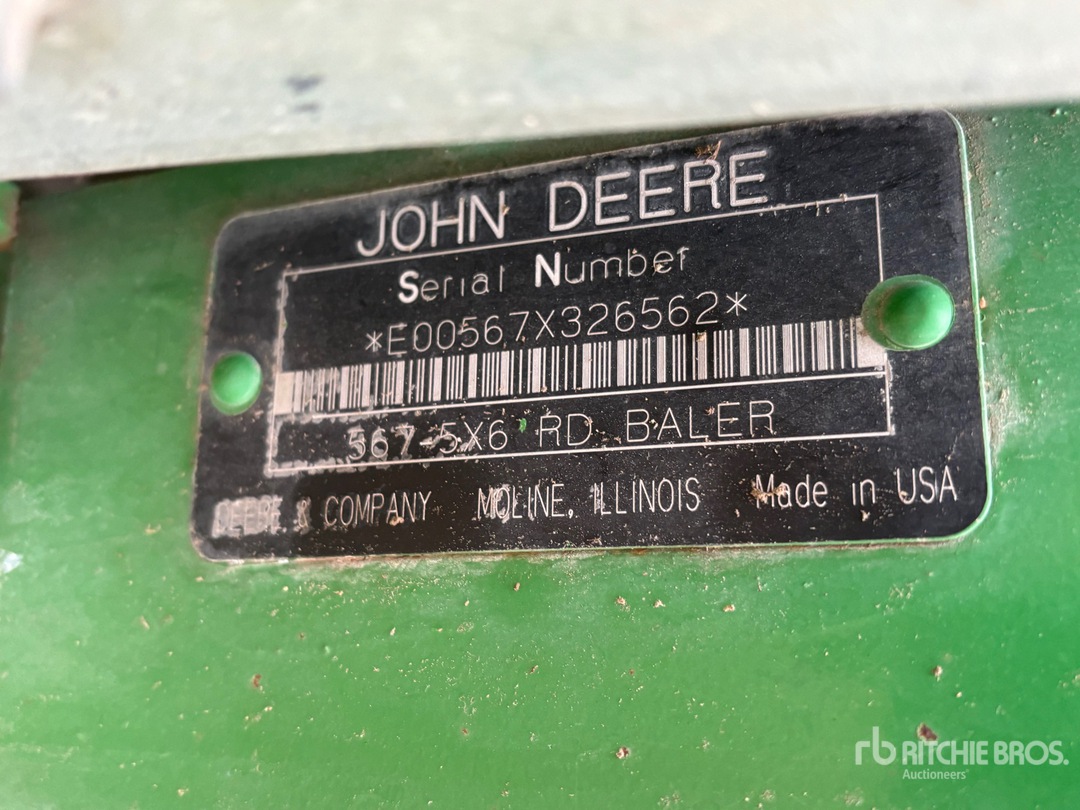 JOHN DEERE
Serial Number
*E00567X326562*
567-5X6 RD BALER
DEERE & COMPANY MOLINE, ILLINOIS Made in USA
rb RITCHIE BROS.
Auctioneers